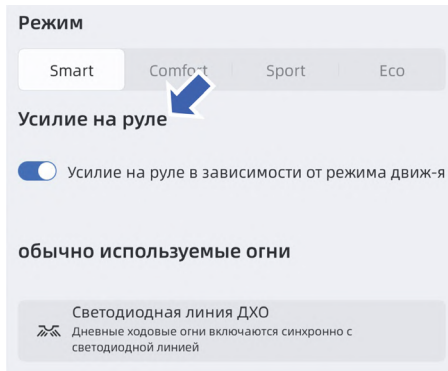 Режим
Smart Comfort Sport Eco
Усилие на руле
Усилие на руле в зависимости от режима движ-я
обычно используемые огни
Светодиодная линия ДХО
Дневные ходовые огни включаются синхронно с
светодиодной линией